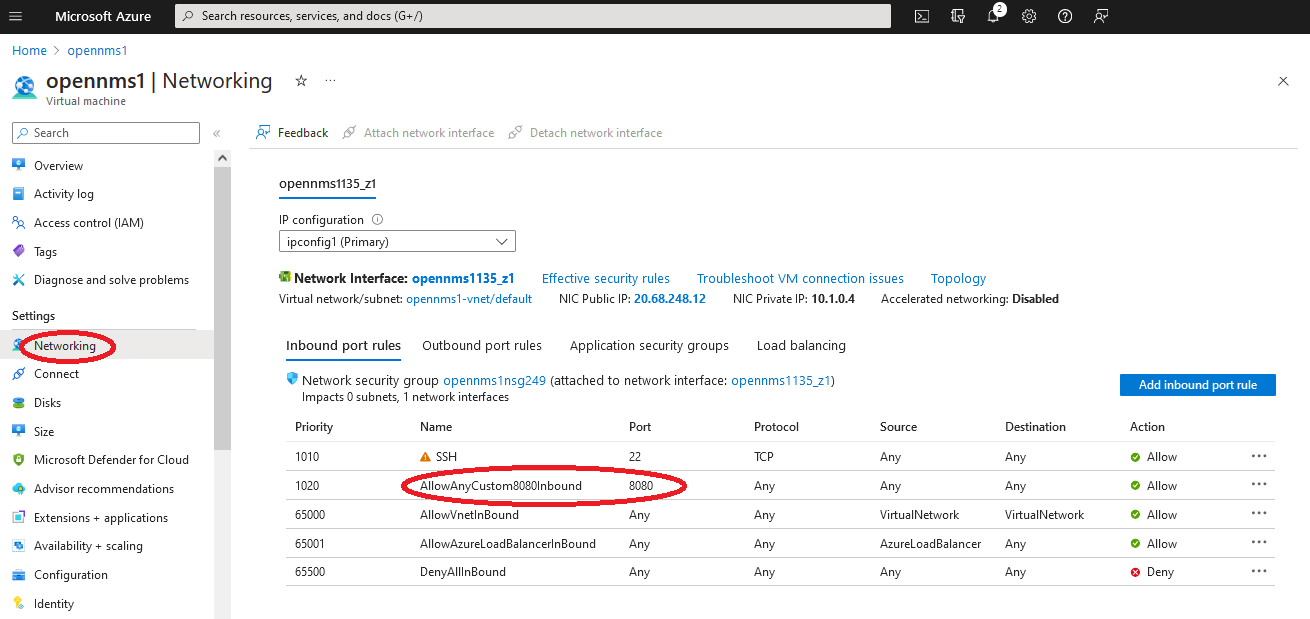 Microsoft Azure
Search resources, services, and docs (G+/)
2
Home > opennms1
opennms1 | Networking
...
Virtual machine
Search
«
Feedback
Attach network interface
Detach network interface
Overview
Activity log
Access control (IAM)
Tags
Diagnose and solve problems
Settings
Networking
Connect
Disks
Size
Microsoft Defender for Cloud
Advisor recommendations
Extensions + applications
Availability + scaling
Configuration
Identity
opennms1135_z1
IP configuration
ipconfig1 (Primary)
Network Interface: opennms1135_z1 Effective security rules Troubleshoot VM connection issues Topology
Virtual network/subnet: opennms1-vnet/default NIC Public IP: 20.68.248.12 NIC Private IP: 10.1.0.4 Accelerated networking: Disabled
Inbound port rules Outbound port rules Application security groups Load balancing
Network security group opennms1nsg249 (attached to network interface: opennms1135_z1)
Impacts 0 subnets, 1 network interfaces
Add inbound port rule
Priority Name Port Protocol Source Destination Action
1010 SSH 22 TCP Any Any Allow ...
1020 AllowAnyCustom8080Inbound 8080 Any Any Any Allow ...
65000 AllowVnetInBound Any Any VirtualNetwork VirtualNetwork Allow ...
65001 AllowAzureLoadBalancerInBound Any Any AzureLoadBalancer Any Allow ...
65500 DenyAllInBound Any Any Any Any Deny ...